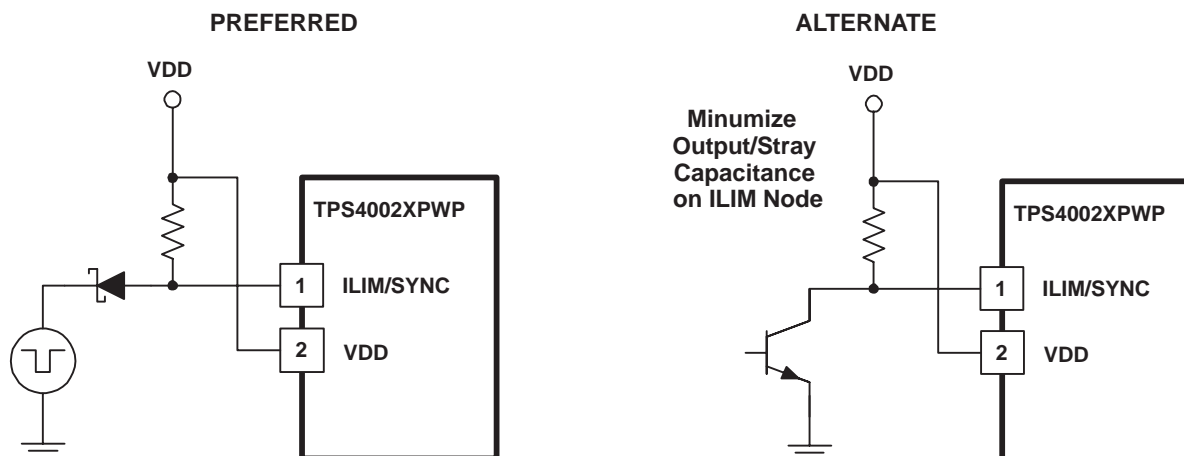 PREFERRED
VDD
TPS4002XPWP
1
ILIM/SYNC
2
VDD
ALTERNATE
VDD
Minumize
Output/Stray
Capacitance
on ILIM Node
TPS4002XPWP
1
ILIM/SYNC
2
VDD